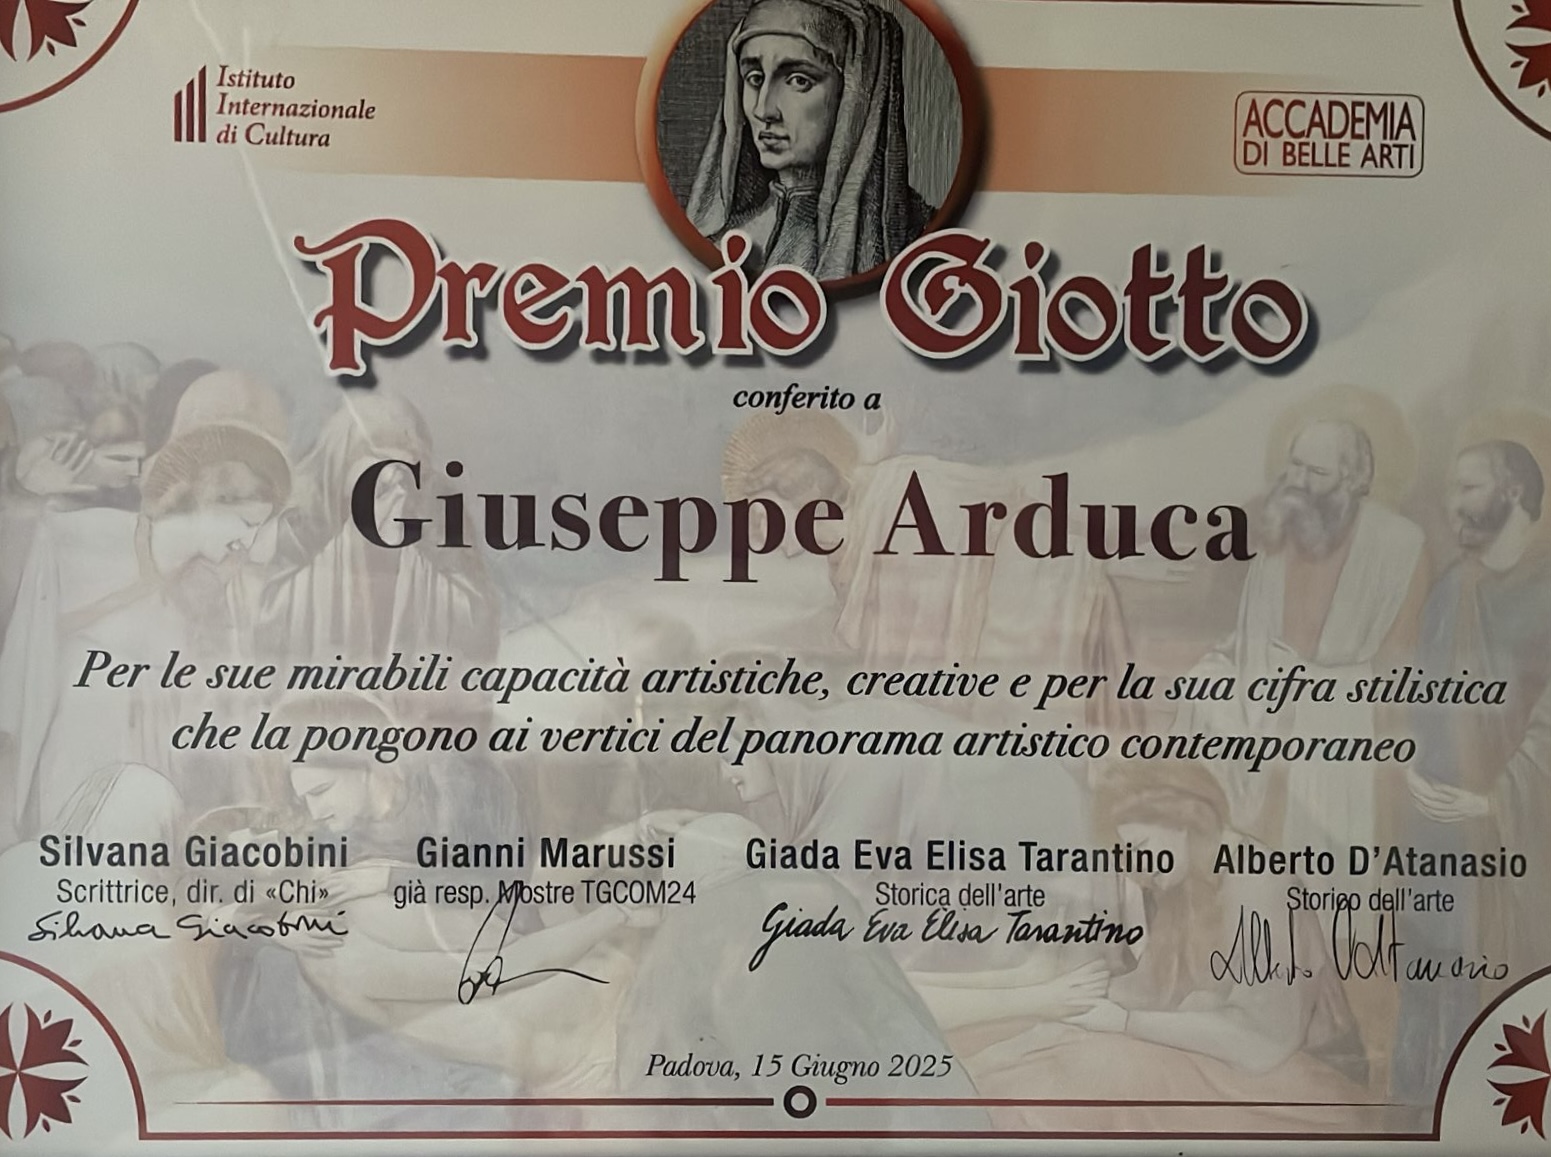 Istituto
Internazionale
di Cultura
ACCADEMIA
DI BELLE ARTI
Premio Giotto
conferito a
Giuseppe Arduca
Per le sue mirabili capacità artistiche, creative e per la sua cifra stilistica
che la pongono ai vertici del panorama artistico contemporaneo
Silvana Giacobini
Scrittrice, dir. di «Chi»
Silvana Giacobini
Gianni Marussi
già resp. Mostre TGCOM24
Giada Eva Elisa Tarantino
Storica dell'arte
Giada Eva Elisa Tarantino
Alberto D'Atanasio
Storico dell'arte
Alberto D'Atanasio
Padova, 15 Giugno 2025